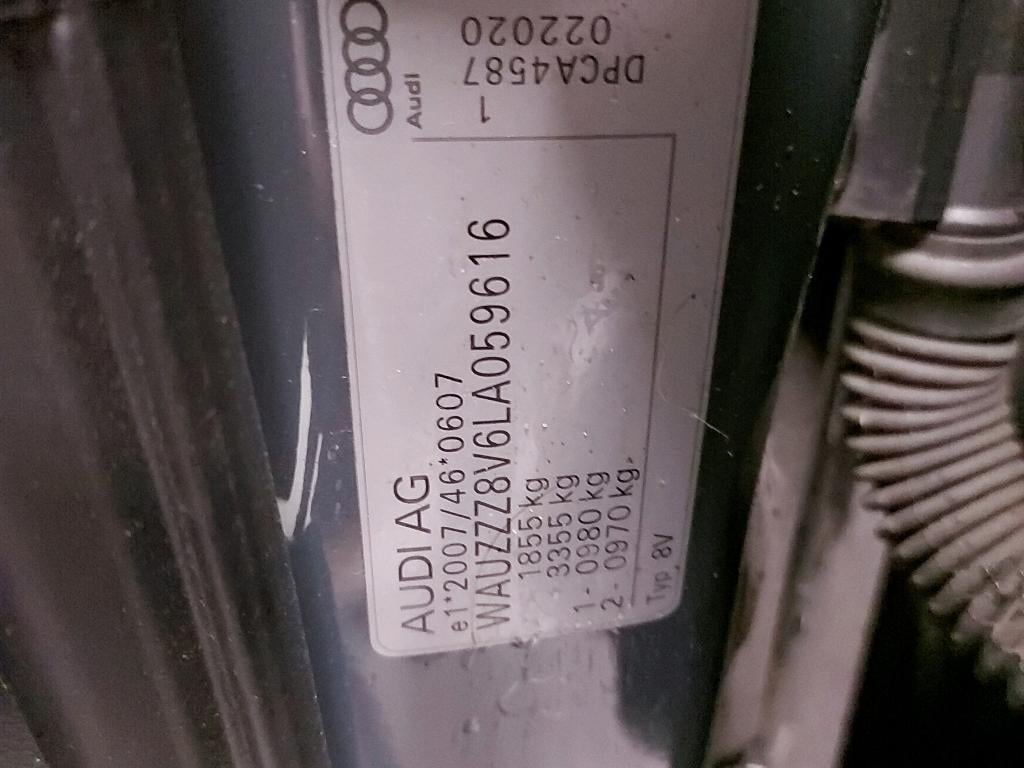 AUDI AG
e1*2007/46*0607
WAUZZZ8V6LA059616
1855 kg
3355 kg
1 - 0980 kg
2 - 0970 kg
Typ 8V
Audi
DPCA4587
022020